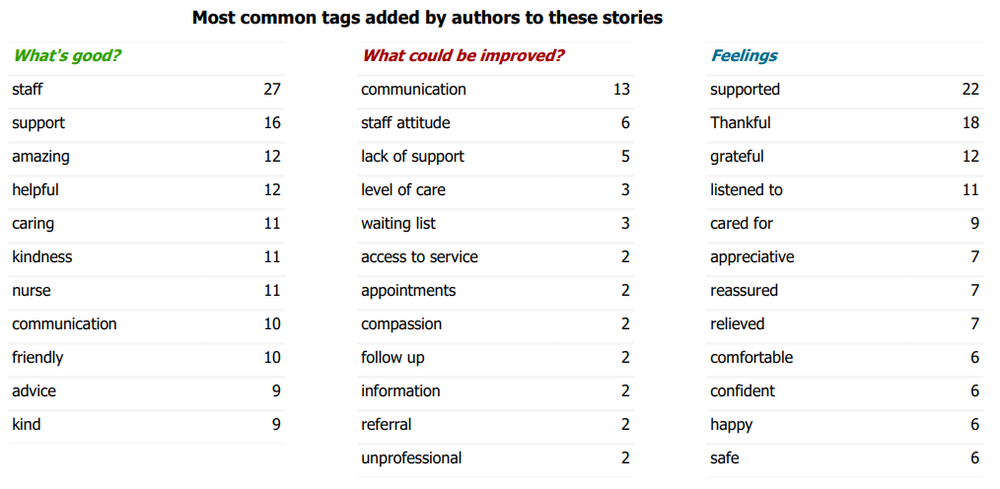 Most common tags added by authors to these stories
What's good? What could be improved? Feelings
staff 27 communication 13 supported 22
support 16 staff attitude 6 Thankful 18
amazing 12 lack of support 5 grateful 12
helpful 12 level of care 3 listened to 11
caring 11 waiting list 3 cared for 9
kindness 11 access to service 2 appreciative 7
nurse 11 appointments 2 reassured 7
communication 10 compassion 2 relieved 7
friendly 10 follow up 2 comfortable 6
advice 9 information 2 confident 6
kind 9 referral 2 happy 6
unprofessional 2 safe 6